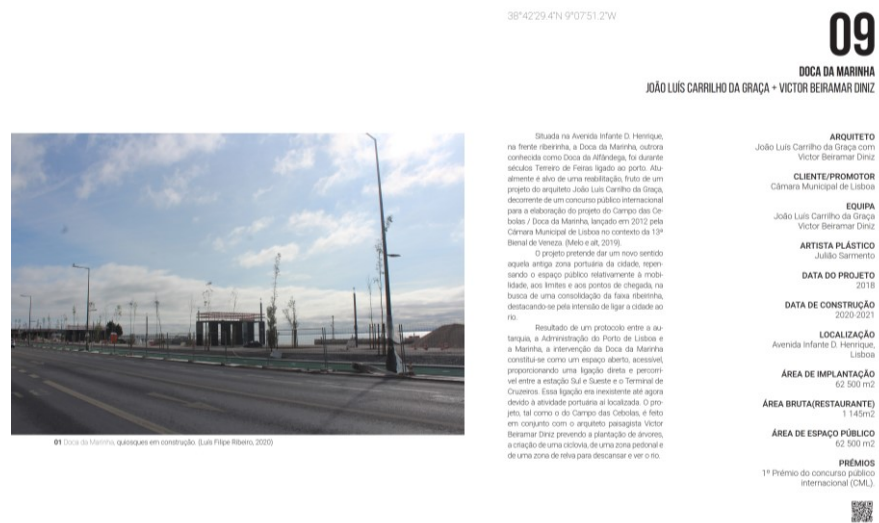 38°42'29.4"N 9°07'51.2"W
09
DOCA DA MARINHA
JOÃO LUÍS CARRILHO DA GRAÇA + VICTOR BEIRAMAR DINIZ
01 Doca da Marinha, quiosques em construção. (Luís Filipe Ribeiro, 2020)
Situada na Avenida Infante D. Henrique,
na frente ribeirinha, a Doca da Marinha, outrora
conhecida como Doca da Alfândega, foi durante
séculos Terreiro de Feiras ligado ao porto. Atu-
almente é alvo de uma reabilitação, fruto de um
projeto do arquiteto João Luís Carrilho da Graça,
decorrente de um concurso público internacional
para a elaboração do projeto do Campo das Ce-
bolas / Doca da Marinha, lançado em 2012 pela
Câmara Municipal de Lisboa no contexto da 13ª
Bienal de Veneza. (Melo e alt, 2019).
O projeto pretende dar um novo sentido
aquela antiga zona portuária da cidade, repen-
sando o espaço público relativamente à mobi-
lidade, aos limites e aos pontos de chegada, na
busca de uma consolidação da faixa ribeirinha,
destacando-se pela intensão de ligar a cidade ao
rio.
Resultado de um protocolo entre a au-
tarquia, a Administração do Porto de Lisboa e
a Marinha, a intervenção da Doca da Marinha
constitui-se como um espaço aberto, acessível,
proporcionando uma ligação direta e percorrí-
vel entre a estação Sul e Sueste e o Terminal de
Cruzeiros. Essa ligação era inexistente até agora
devido à atividade portuária aí localizada. O pro-
jeto, tal como o do Campo das Cebolas, é feito
em conjunto com o arquiteto paisagista Victor
Beiramar Diniz prevendo a plantação de árvores,
a criação de uma ciclovia, de uma zona pedonal e
de uma zona de relva para descansar e ver o rio.
ARQUITETO
João Luís Carrilho da Graça com
Victor Beiramar Diniz
CLIENTE/PROMOTOR
Câmara Municipal de Lisboa
EQUIPA
João Luís Carrilho da Graça
Victor Beiramar Diniz
ARTISTA PLÁSTICO
Julião Sarmento
DATA DO PROJETO
2018
DATA DE CONSTRUÇÃO
2020-2021
LOCALIZAÇÃO
Avenida Infante D. Henrique,
Lisboa
ÁREA DE IMPLANTAÇÃO
62 500 m2
ÁREA BRUTA(RESTAURANTE)
1 145m2
ÁREA DE ESPAÇO PÚBLICO
62 500 m2
PRÉMIOS
1º Prémio do concurso público
internacional (CML).